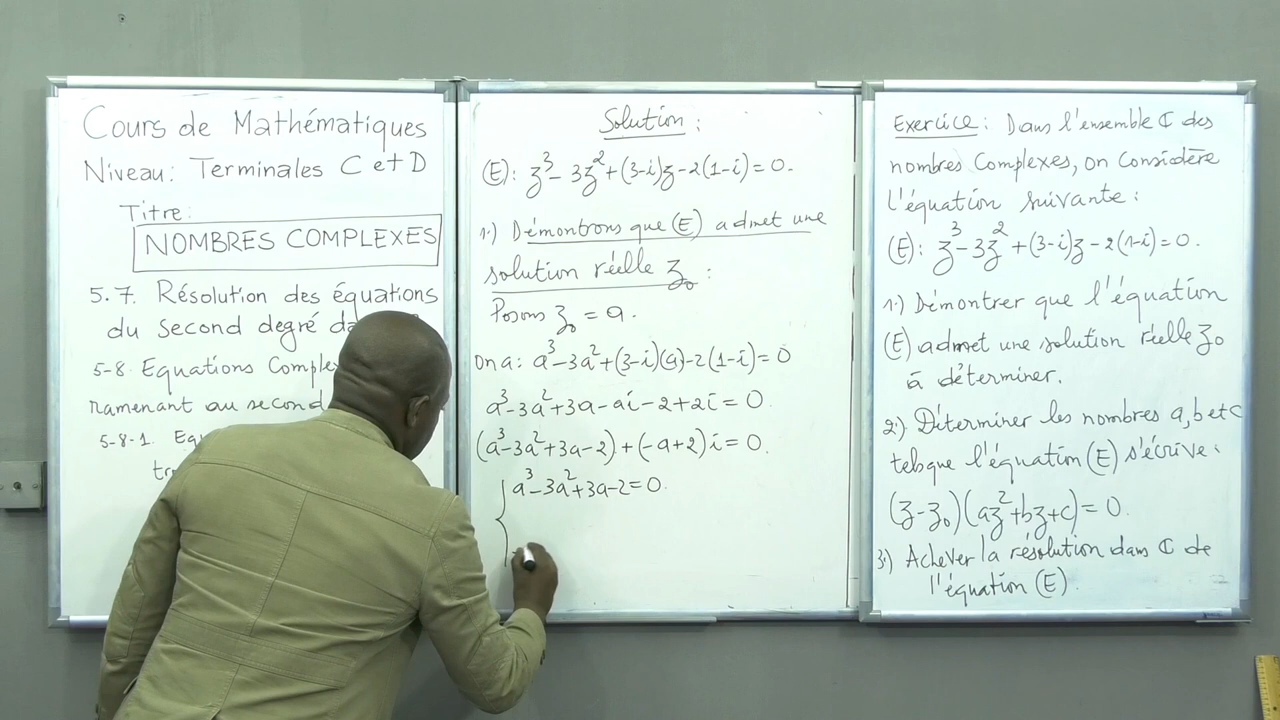 Cours de Mathématiques
Niveau: Terminales C et D
Titre:
NOMBRES COMPLEXES
5.7. Résolution des équations
du second degré
5-8. Equations
ramenant au
5-8-1.
Solution:
(E): z³-3z²+(3-i)z-2(1-i)=0.
1.) Démontrons que (E) admet une
solution réelle z₀:
Posons z₀ = a.
On a: a³-3a²+(3-i)(a)-2(1-i)=0
a³-3a²+3a-ai-2+2i=0.
(a³-3a²+3a-2)+(-a+2)i=0.
a³-3a²+3a-2=0.
Exercice: Dans l'ensemble ℂ des
nombres Complexes, on Considère
l'équation suivante:
(E): z³-3z²+(3-i)z-2(1-i)=0.
1.) Démontrer que l'équation
(E) admet une solution réelle z₀
à déterminer.
2.) Déterminer les nombres a, b et c
tels que l'équation (E) s'écrive:
(z-z₀)(az²+bz+c)=0.
3.) Achever la résolution dans ℂ de
l'équation (E).